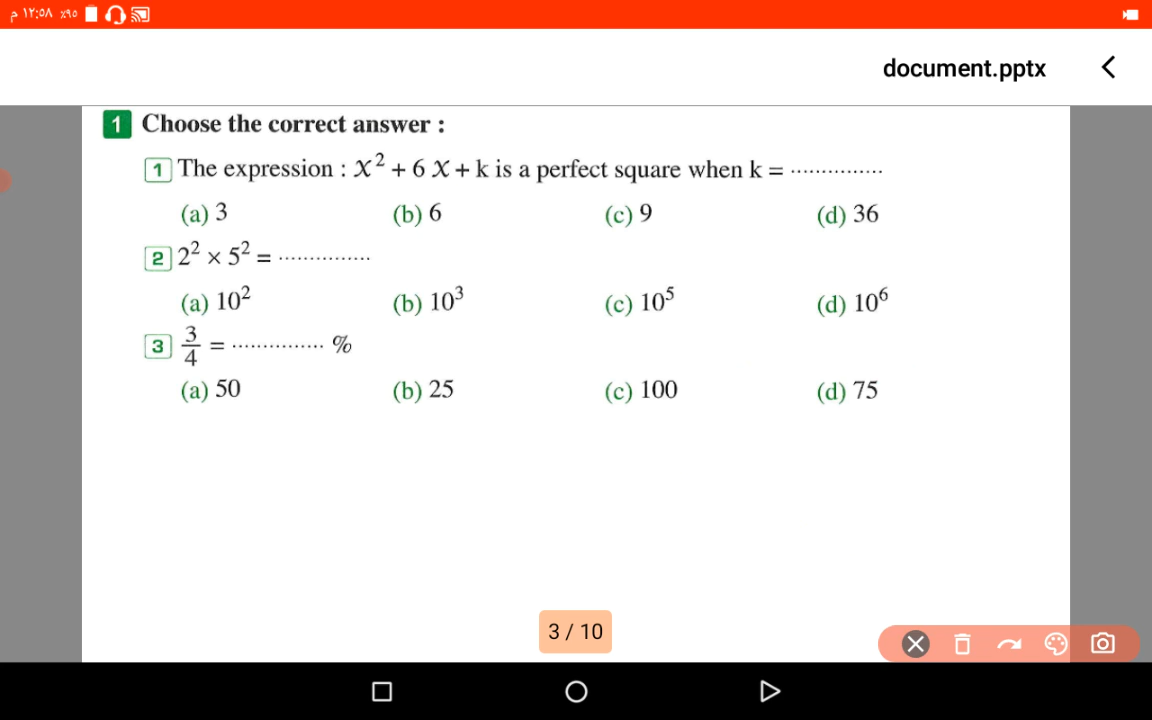 م ١٢:٥٨ ٪٩٥
document.pptx
1 Choose the correct answer :
1 The expression : x² + 6 x + k is a perfect square when k = ...............
(a) 3 (b) 6 (c) 9 (d) 36
2 2² × 5² = ...............
(a) 10² (b) 10³ (c) 10⁵ (d) 10⁶
3 3/4 = ............... %
(a) 50 (b) 25 (c) 100 (d) 75
3 / 10